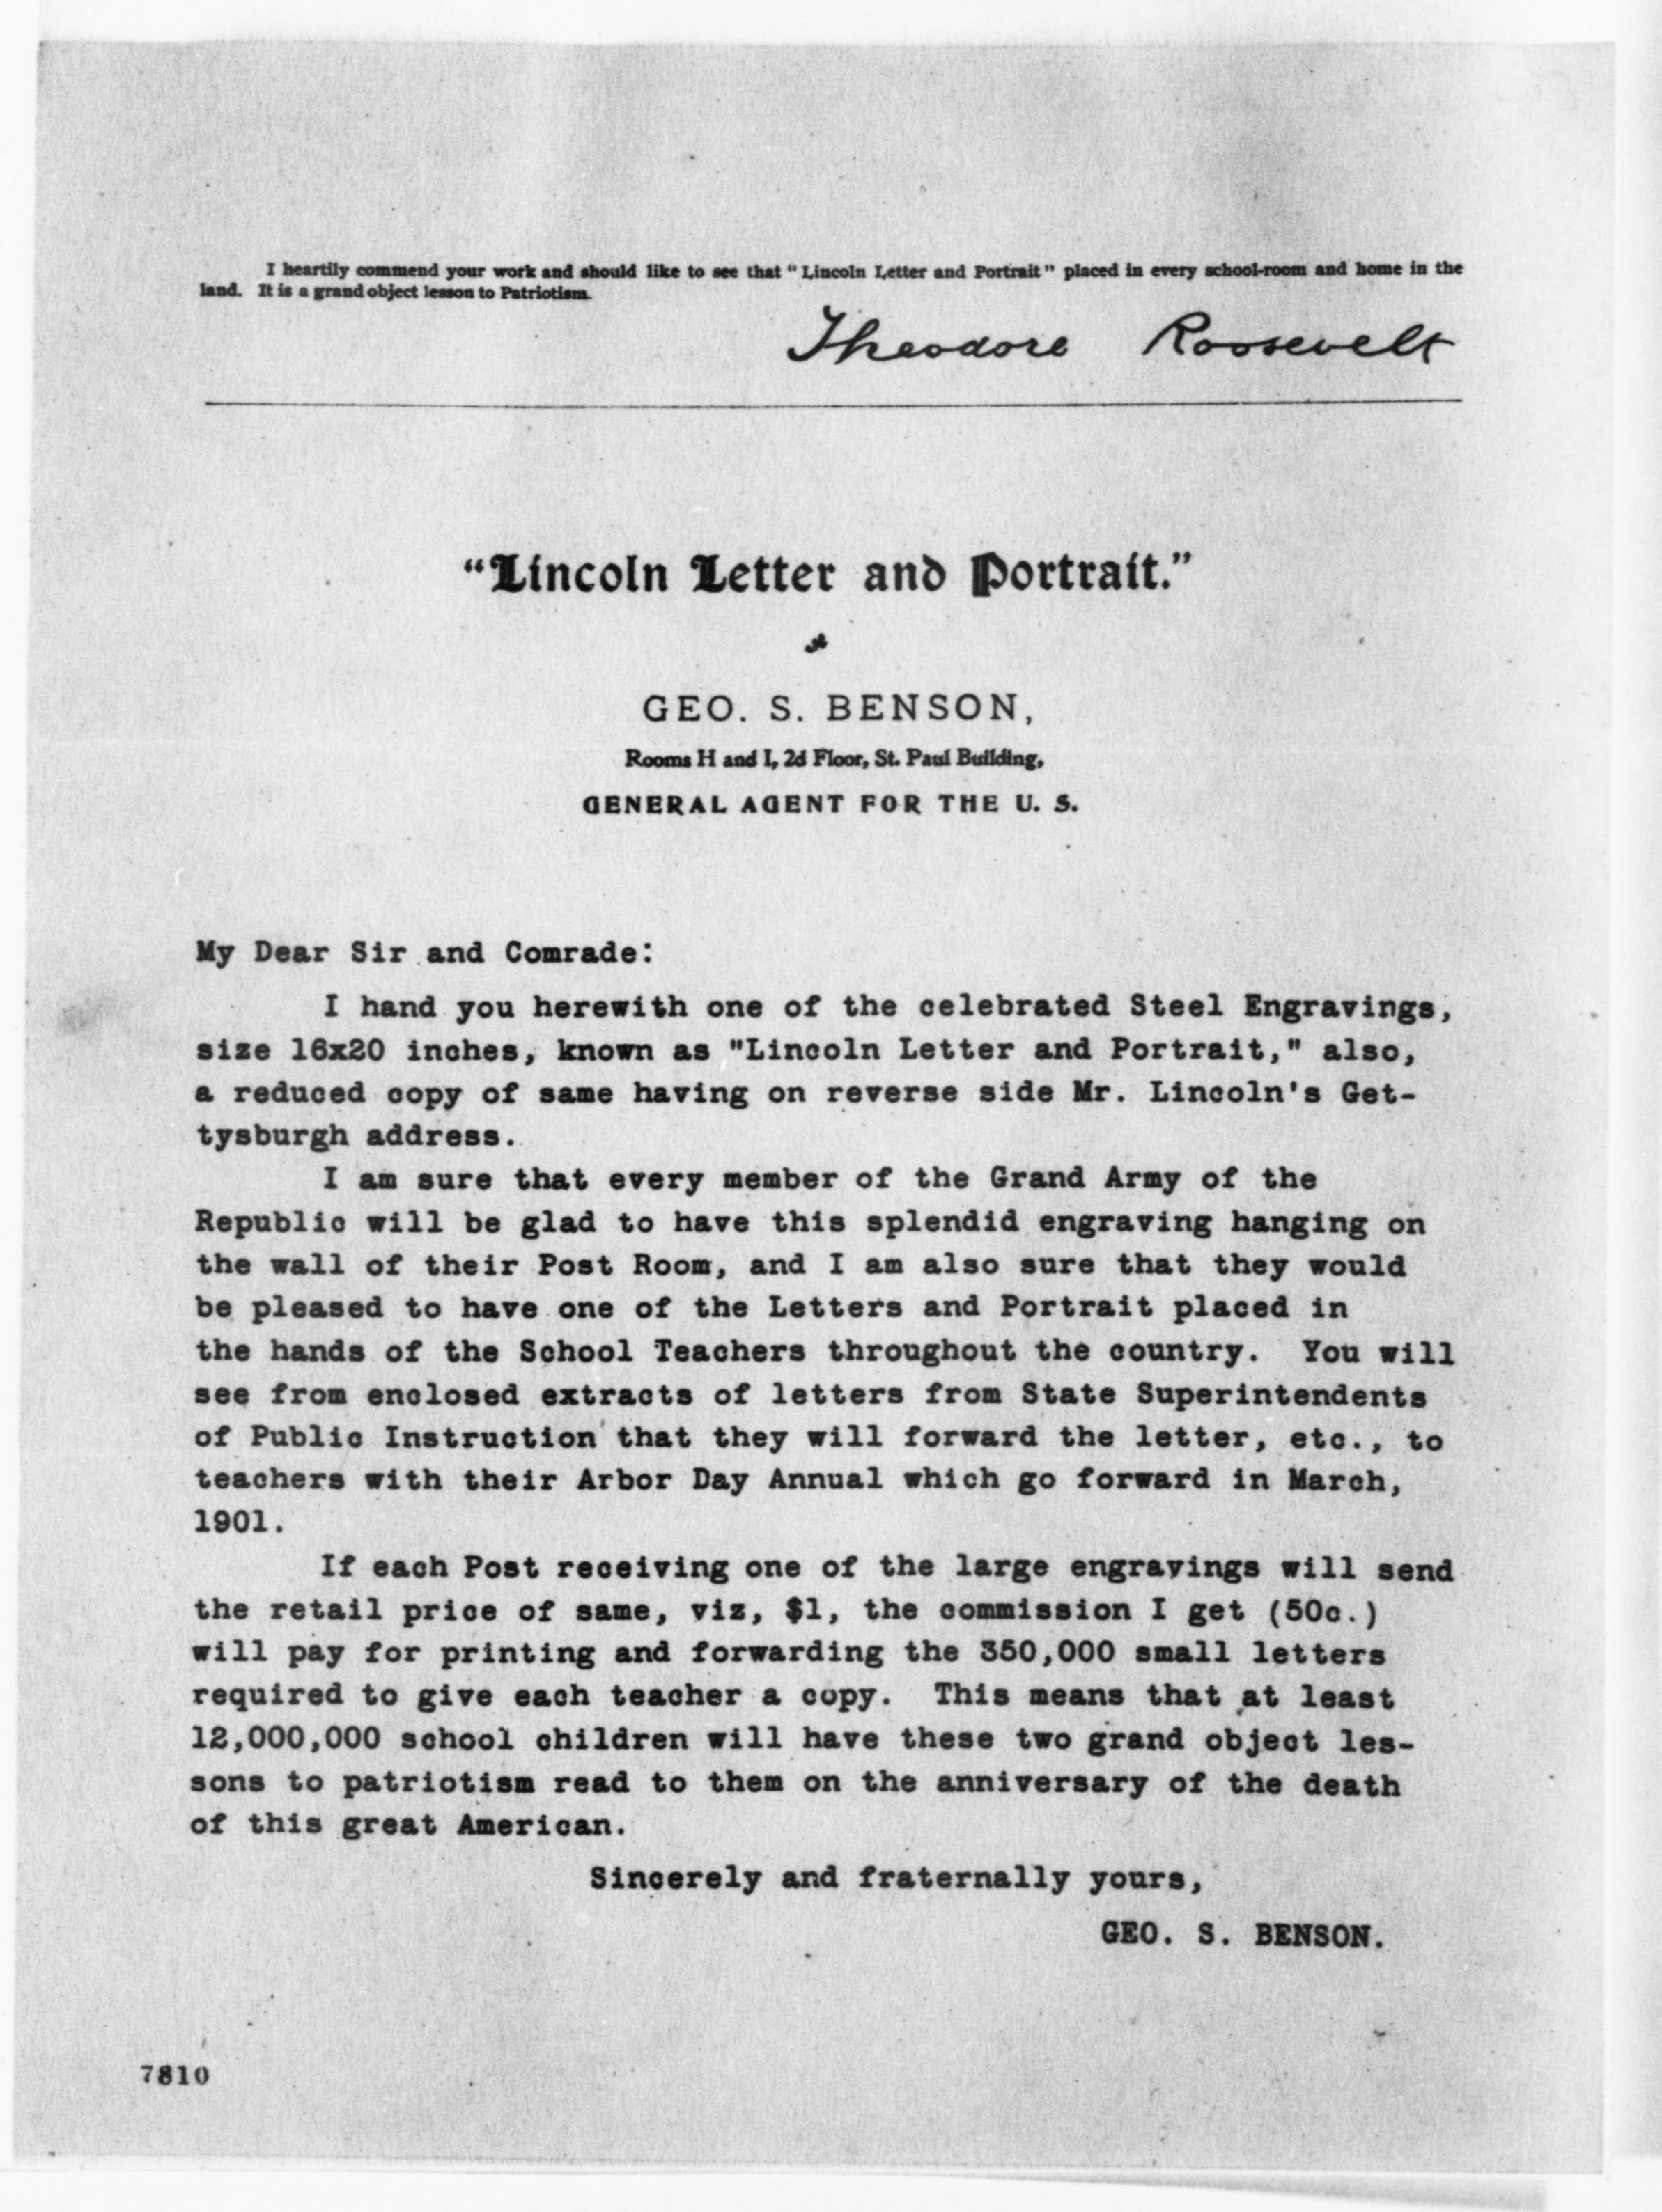 I heartily commend your work and should like to see that "Lincoln Letter and Portrait" placed in every school-room and home in the
land. It is a grand object lesson to Patriotism.
Theodore Roosevelt
"Lincoln Letter and Portrait."
GEO. S. BENSON,
Rooms H and I, 2d Floor, St. Paul Building,
GENERAL AGENT FOR THE U. S.
My Dear Sir and Comrade:
I hand you herewith one of the celebrated Steel Engravings,
size 16x20 inches, known as "Lincoln Letter and Portrait," also,
a reduced copy of same having on reverse side Mr. Lincoln's Get-
tysburgh address.
I am sure that every member of the Grand Army of the
Republic will be glad to have this splendid engraving hanging on
the wall of their Post Room, and I am also sure that they would
be pleased to have one of the Letters and Portrait placed in
the hands of the School Teachers throughout the country. You will
see from enclosed extracts of letters from State Superintendents
of Public Instruction that they will forward the letter, etc., to
teachers with their Arbor Day Annual which go forward in March,
1901.
If each Post receiving one of the large engravings will send
the retail price of same, viz, $1, the commission I get (50c.)
will pay for printing and forwarding the 350,000 small letters
required to give each teacher a copy. This means that at least
12,000,000 school children will have these two grand object les-
sons to patriotism read to them on the anniversary of the death
of this great American.
Sincerely and fraternally yours,
GEO. S. BENSON.
7810